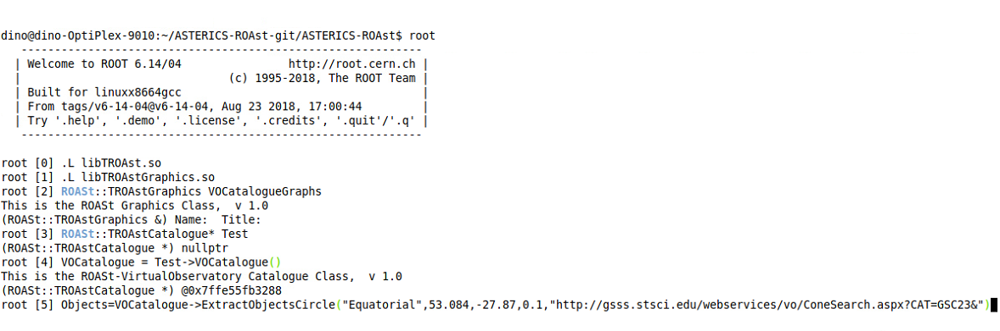 dino@dino-OptiPlex-9010:~/ASTERICS-ROAst-git/ASTERICS-ROAst$ root
------------------------------------------------------------
| Welcome to ROOT 6.14/04                http://root.cern.ch |
|                               (c) 1995-2018, The ROOT Team |
| Built for linuxx8664gcc                                    |
| From tags/v6-14-04@v6-14-04, Aug 23 2018, 17:00:44         |
| Try '.help', '.demo', '.license', '.credits', '.quit'/'.q' |
------------------------------------------------------------
root [0] .L libTROAst.so
root [1] .L libTROAstGraphics.so
root [2] ROASt::TROAstGraphics VOCatalogueGraphs
This is the ROASt Graphics Class,  v 1.0
(ROASt::TROAstGraphics &) Name:  Title:
root [3] ROASt::TROAstCatalogue* Test
(ROASt::TROAstCatalogue *) nullptr
root [4] VOCatalogue = Test->VOCatalogue()
This is the ROASt-VirtualObservatory Catalogue Class,  v 1.0
(ROASt::TROAstCatalogue *) @0x7ffe55fb3288
root [5] Objects=VOCatalogue->ExtractObjectsCircle("Equatorial",53.084,-27.87,0.1,"http://gsss.stsci.edu/webservices/vo/ConeSearch.aspx?CAT=GSC23&")